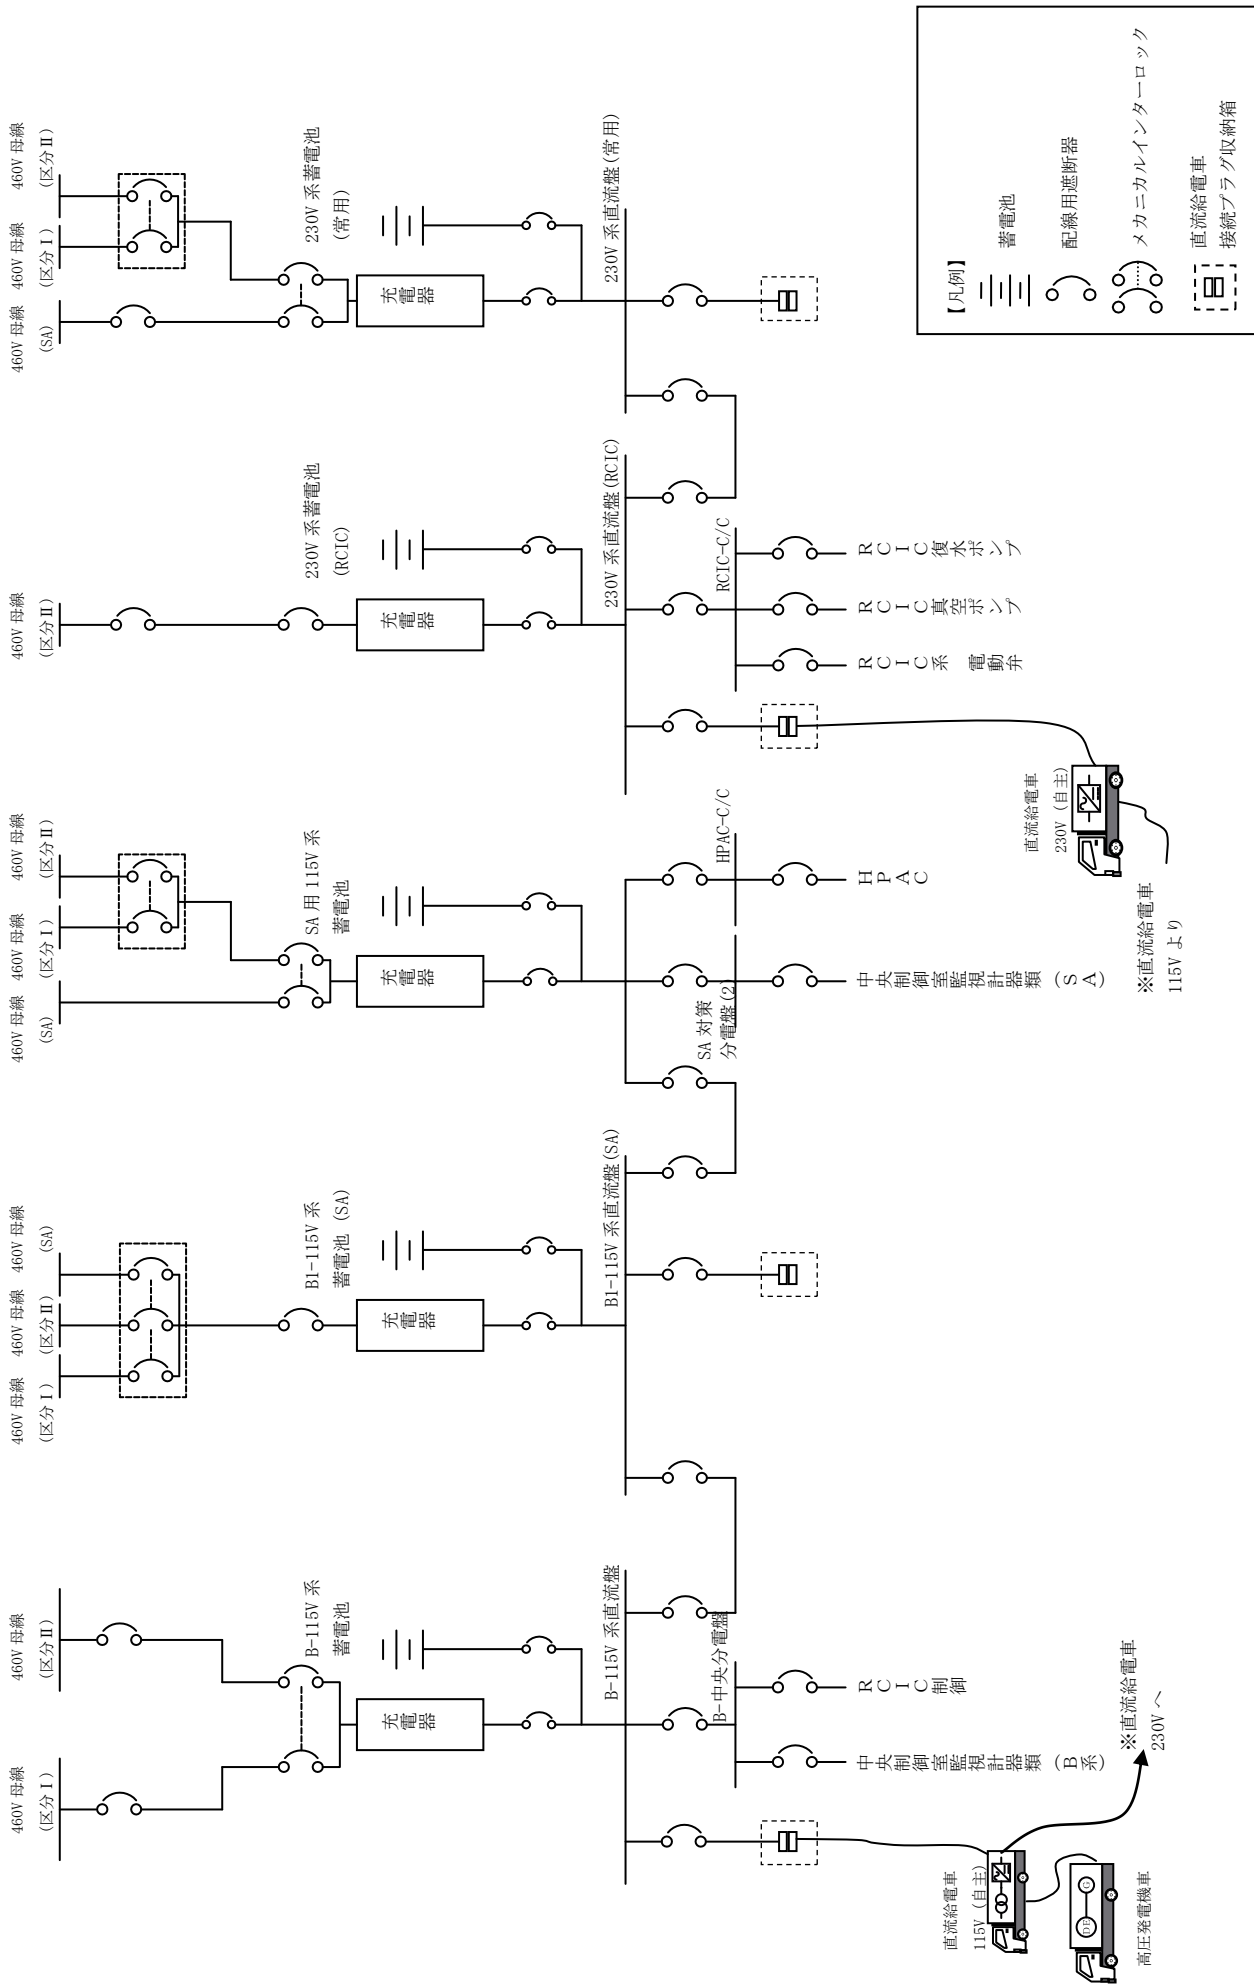 460V 母線
(区分Ⅰ)
460V 母線
(区分Ⅱ)
B-115V 系
蓄電池
充電器
B-115V 系直流盤
B-中央分電盤
中央制御室監視計器類(B系)
RCIC制御
直流給電車
115V (自主)
DE
G
高圧発電機車
※直流給電車
230V へ
460V 母線
(区分Ⅰ)
460V 母線
(区分Ⅱ)
460V 母線
(SA)
B1-115V 系
蓄電池 (SA)
充電器
B1-115V 系直流盤(SA)
460V 母線
(SA)
460V 母線
(区分Ⅰ)
460V 母線
(区分Ⅱ)
SA 用 115V 系
蓄電池
充電器
SA 対策
分電盤(2)
HPAC-C/C
中央制御室監視計器類(SA)
HPAC
460V 母線
(区分Ⅱ)
230V 系蓄電池
(RCIC)
充電器
230V 系直流盤(RCIC)
RCIC-C/C
RCIC系 電動弁
RCIC真空ポンプ
RCIC復水ポンプ
直流給電車
230V (自主)
※直流給電車
115V より
460V 母線
(SA)
460V 母線
(区分Ⅰ)
460V 母線
(区分Ⅱ)
230V 系蓄電池
(常用)
充電器
230V 系直流盤(常用)
【凡例】
蓄電池
配線用遮断器
メカニカルインターロック
直流給電車
接続プラグ収納箱